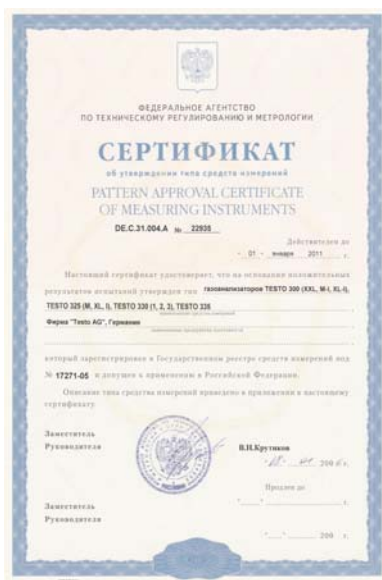 ФЕДЕРАЛЬНОЕ АГЕНТСТВО
ПО ТЕХНИЧЕСКОМУ РЕГУЛИРОВАНИЮ И МЕТРОЛОГИИ
СЕРТИФИКАТ
об утверждении типа средств измерений
PATTERN APPROVAL CERTIFICATE
OF MEASURING INSTRUMENTS
DE.C.31.004.A № 22935
Действителен до
" 01 " января 2011 г.
Настоящий сертификат удостоверяет, что на основании положительных
результатов испытаний утвержден тип газоанализаторов TESTO 300 (XXL, M-I, XL-I),
TESTO 325 (M, XL, I), TESTO 330 (1, 2, 3), TESTO 335
Фирма "Testo AG", Германия
который зарегистрирован в Государственном реестре средств измерений под
№ 17271-05 и допущен к применению в Российской Федерации.
Описание типа средства измерений приведено в приложении к настоящему
сертификату.
Заместитель
Руководителя
В.Н.Крутиков
200 г.
Продлен до
" " г.
Заместитель
Руководителя
" " 200 г.